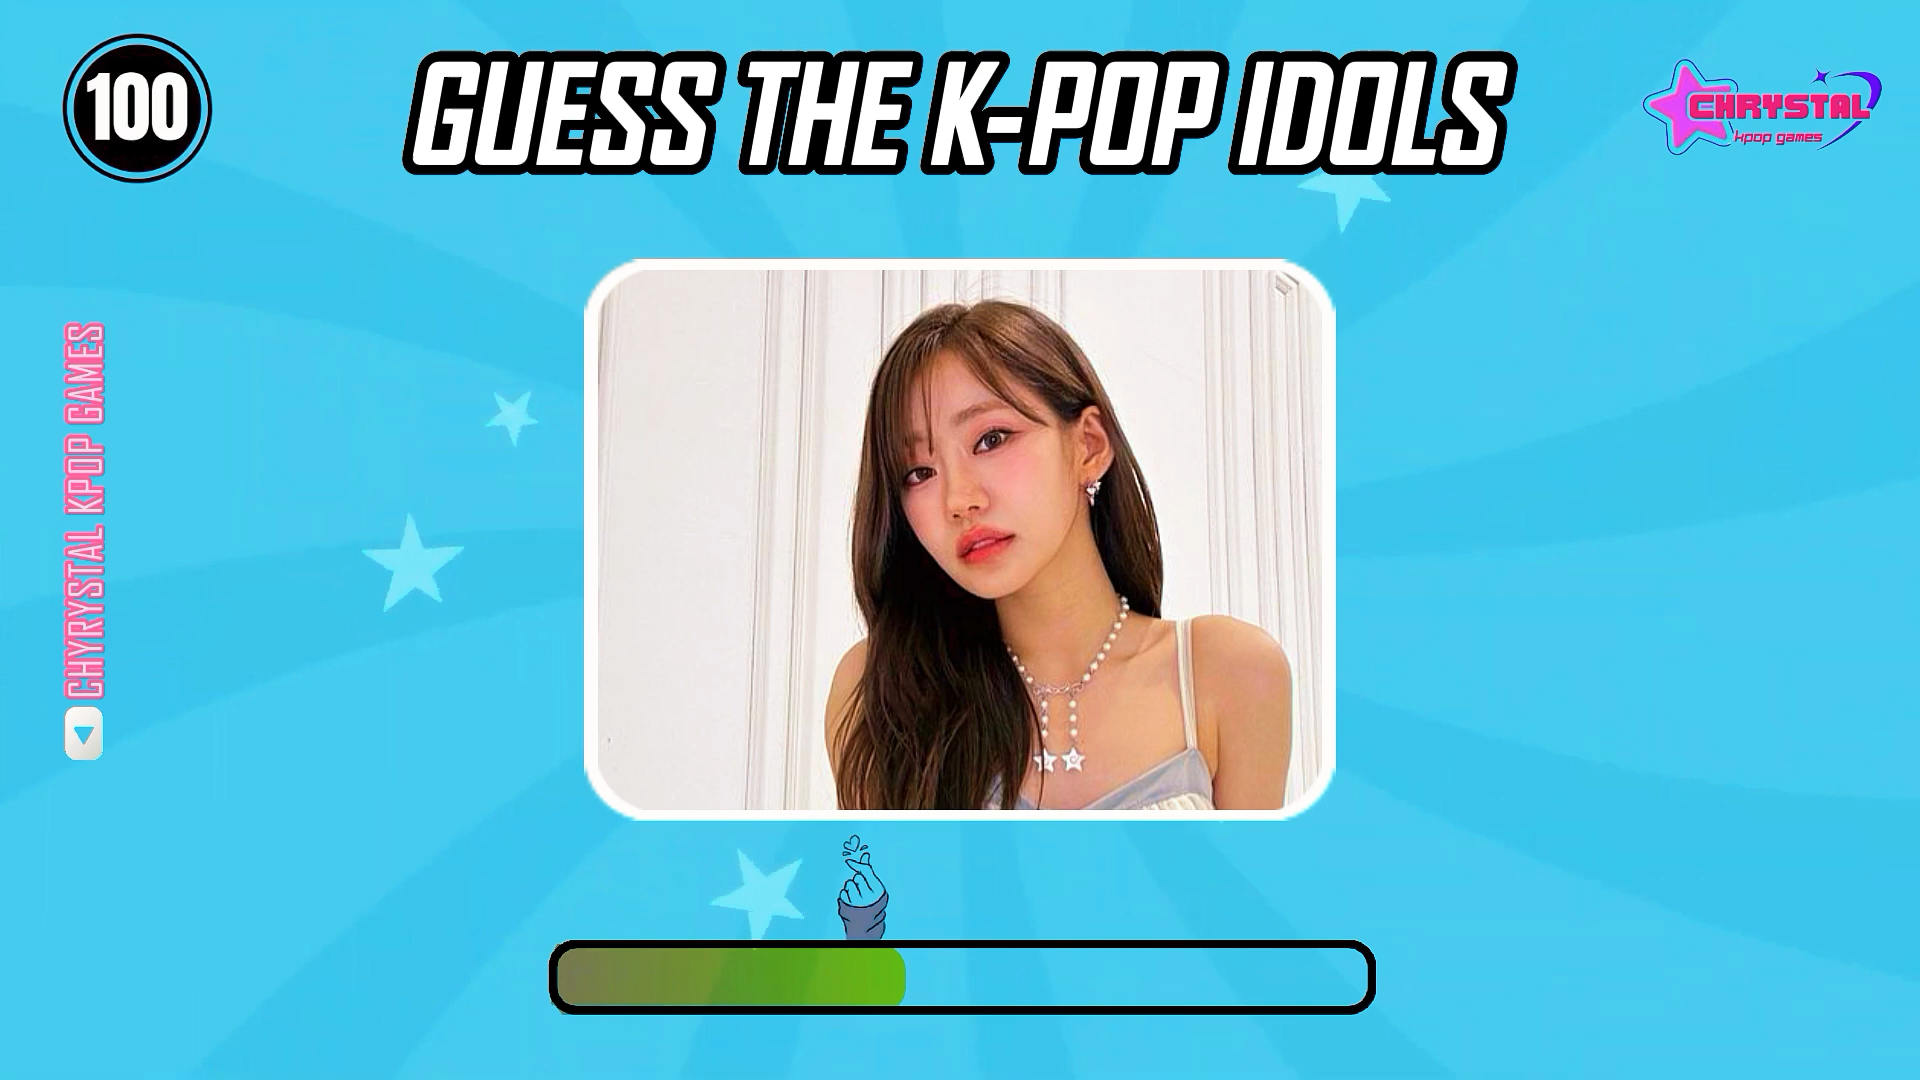 100
GUESS THE K-POP IDOLS
CHRYSTAL
kpop games
CHYRYSTAL KPOP GAMES